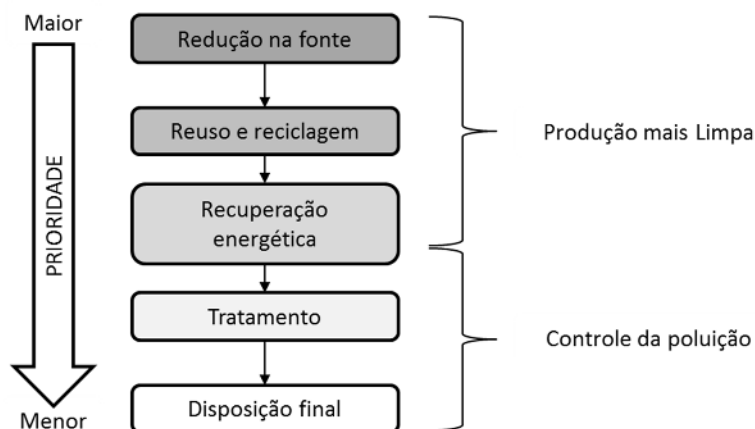 Maior
Redução na fonte
Reuso e reciclagem
Produção mais Limpa
PRIORIDADE
Recuperação
energética
Tratamento
Controle da poluição
Disposição final
Menor